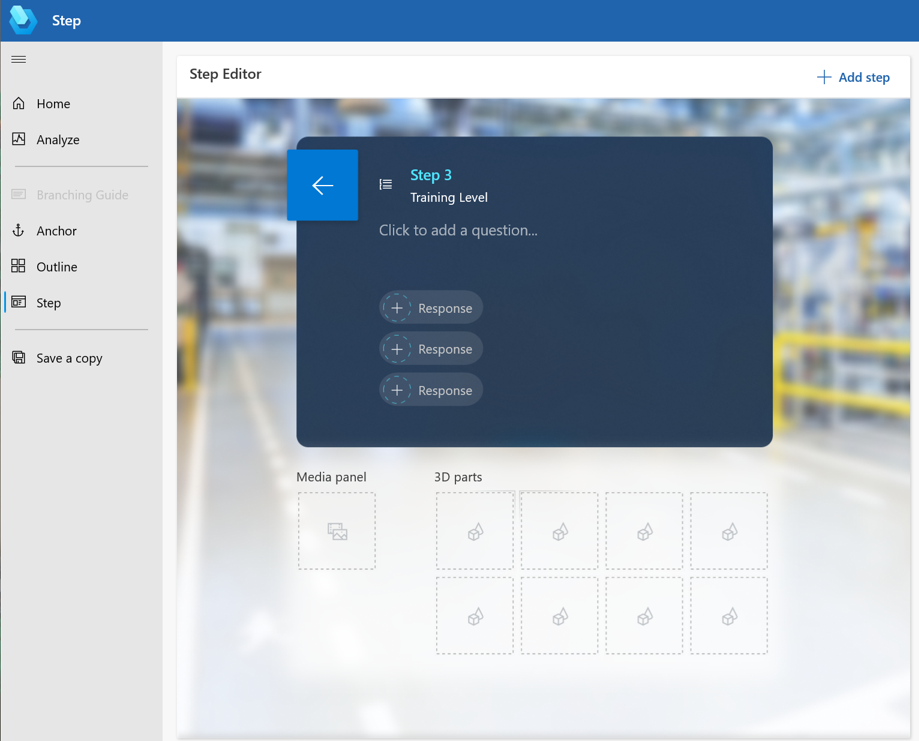 Step
Step Editor
Add step
Home
Analyze
Branching Guide
Anchor
Outline
Step
Save a copy
Step 3
Training Level
Click to add a question...
Response
Response
Response
Media panel
3D parts